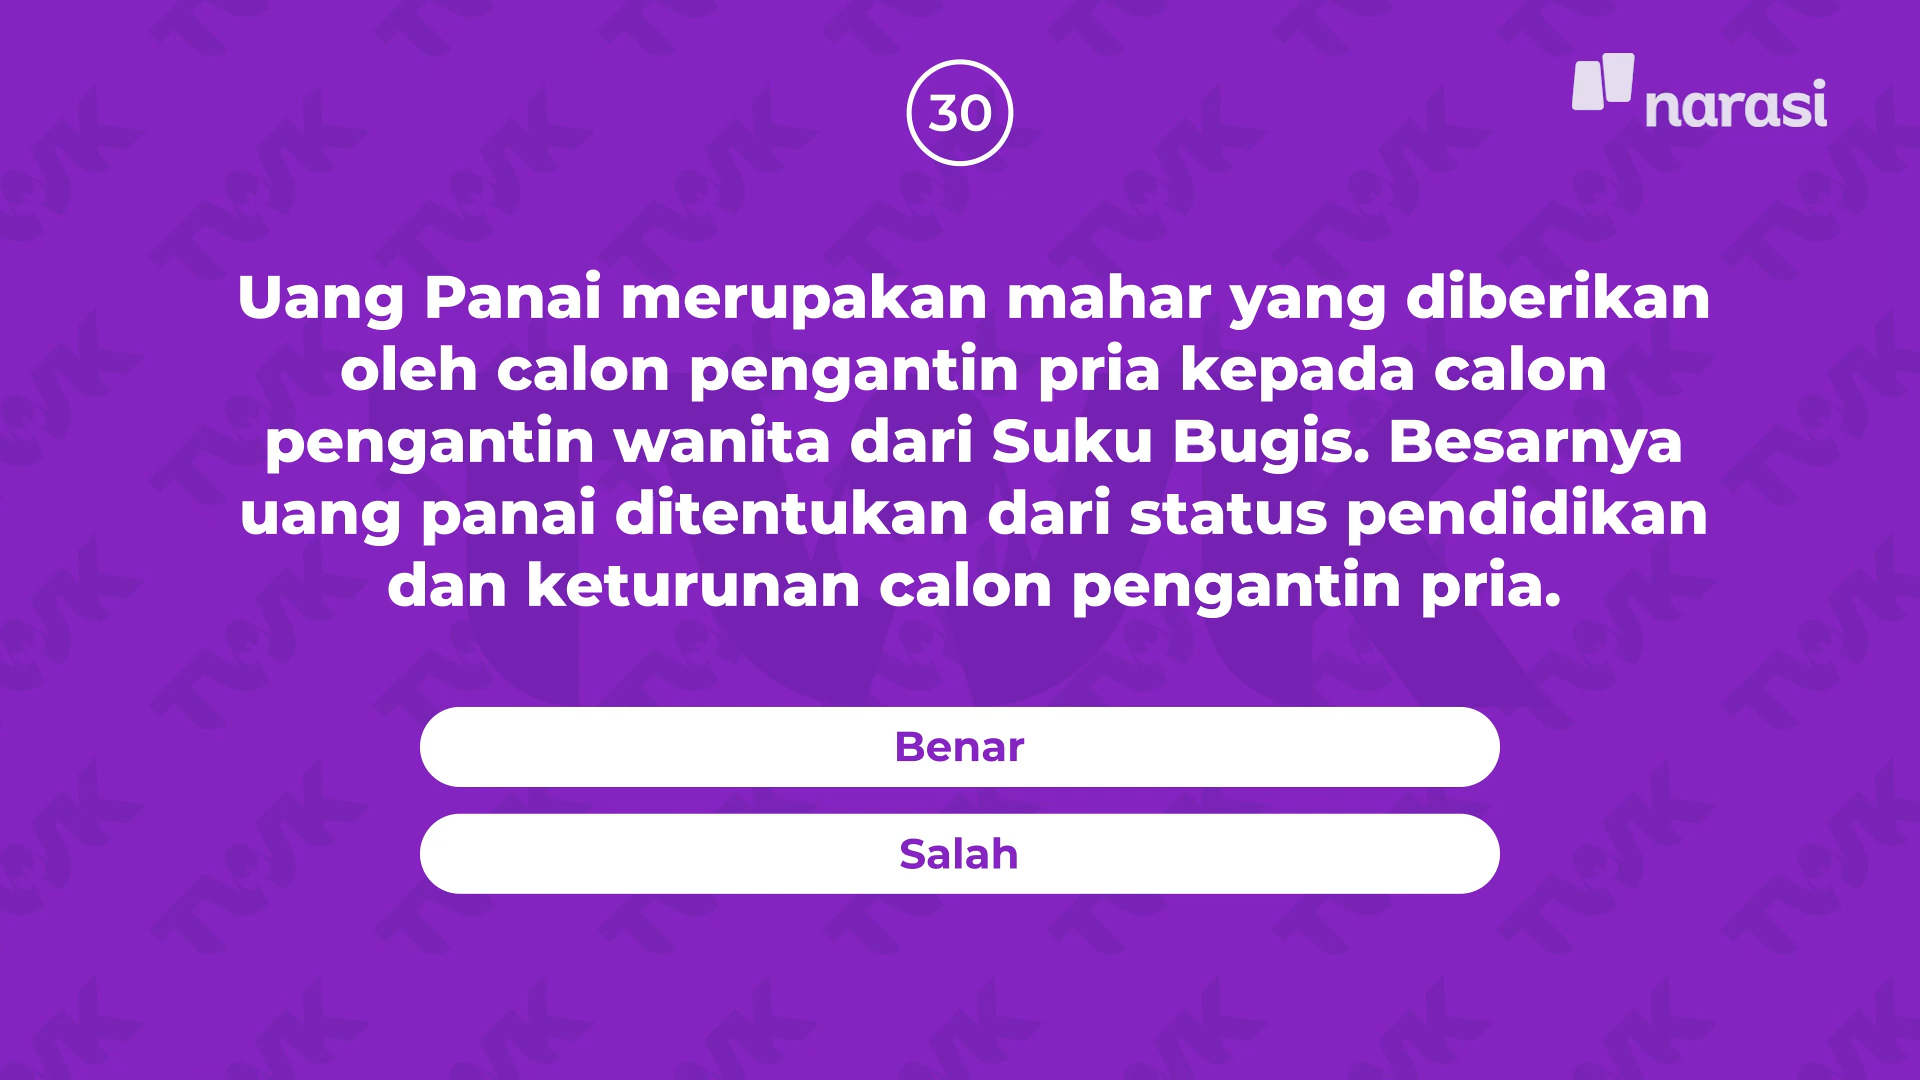 30
narasi
Uang Panai merupakan mahar yang diberikan
oleh calon pengantin pria kepada calon
pengantin wanita dari Suku Bugis. Besarnya
uang panai ditentukan dari status pendidikan
dan keturunan calon pengantin pria.
Benar
Salah